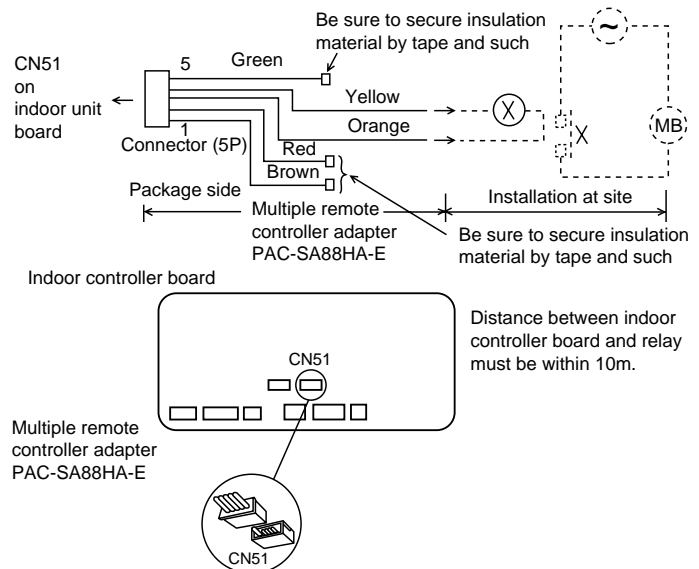 Be sure to secure insulation
material by tape and such
CN51
on
indoor unit
board
5
Green
Yellow
Orange
1
Connector (5P)
Red
Brown
X
X
MB
~
Package side
Installation at site
Multiple remote
controller adapter
PAC-SA88HA-E
Be sure to secure insulation
material by tape and such
Indoor controller board
CN51
Distance between indoor
controller board and relay
must be within 10m.
Multiple remote
controller adapter
PAC-SA88HA-E
CN51